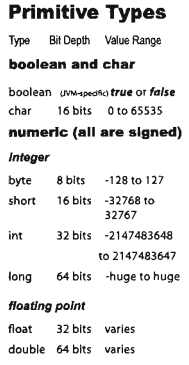 Primitive Types
Type Bit Depth Value Range
boolean and char
boolean (JVM-specific) true or false
char 16 bits 0 to 65535
numeric (all are signed)
integer
byte 8 bits -128 to 127
short 16 bits -32768 to
32767
int 32 bits -2147483648
to 2147483647
long 64 bits -huge to huge
floating point
float 32 bits varies
double 64 bits varies